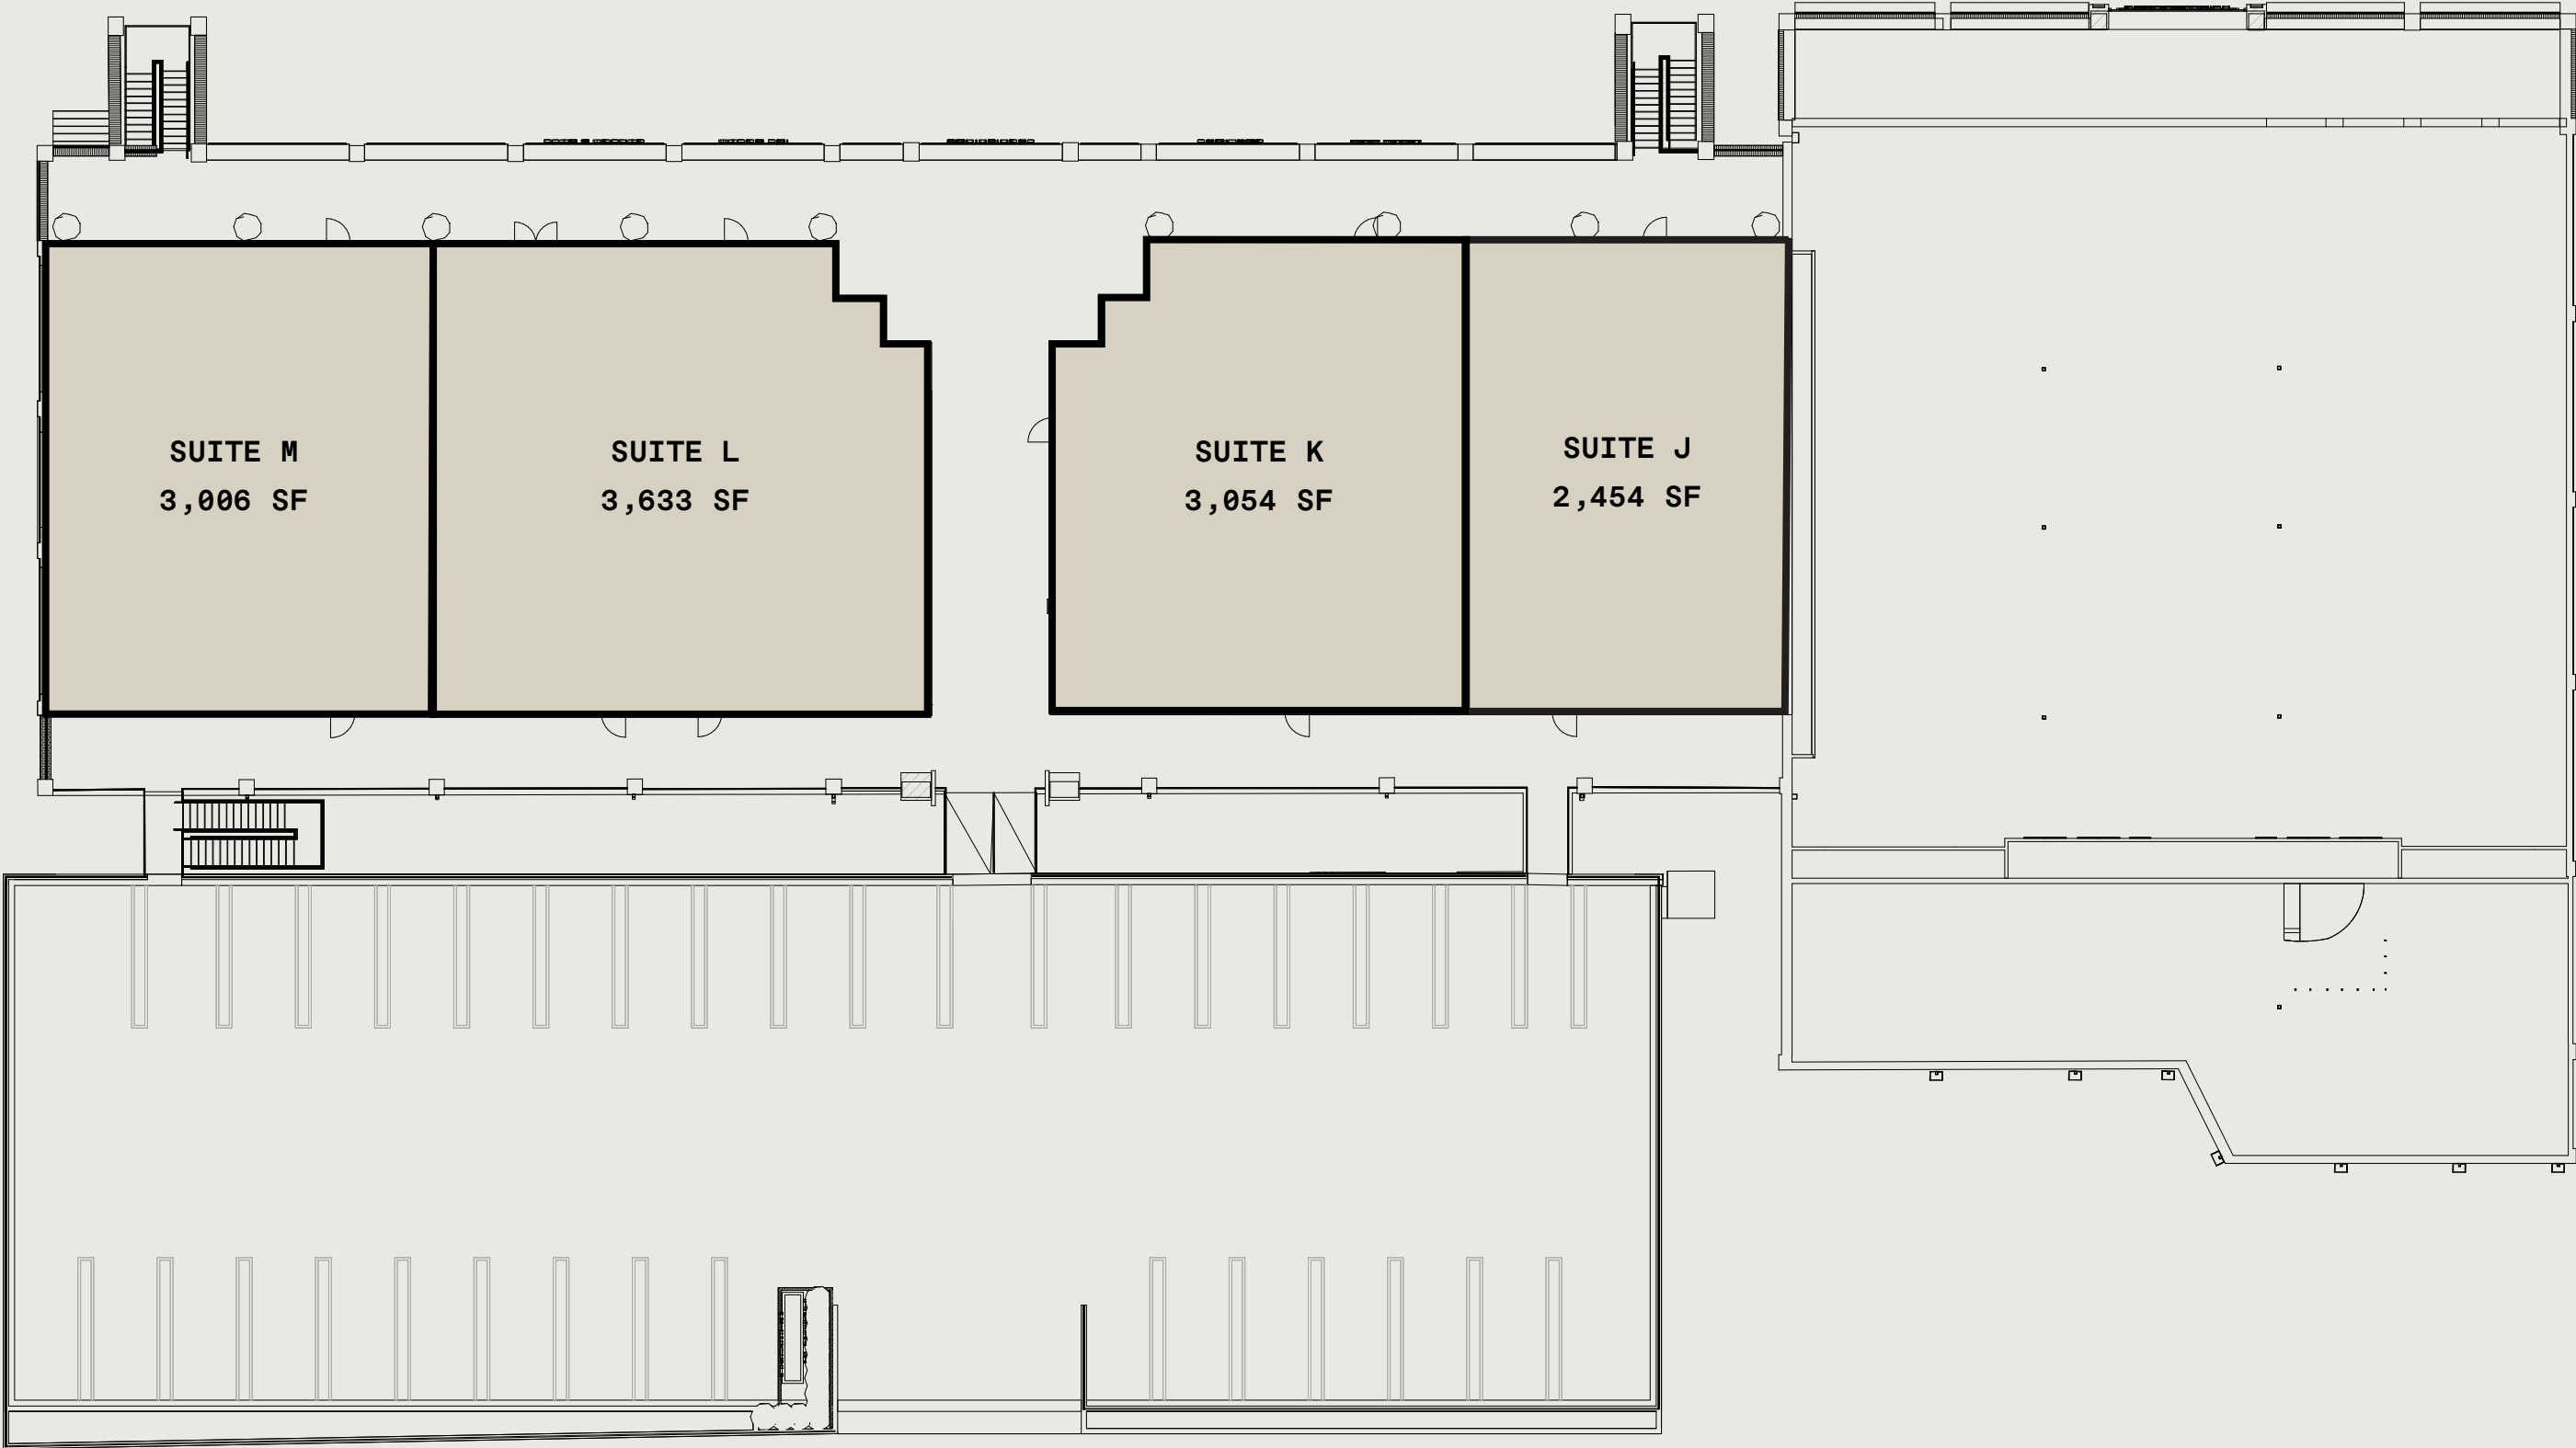 SUITE M
3,006 SF
SUITE L
3,633 SF
SUITE K
3,054 SF
SUITE J
2,454 SF